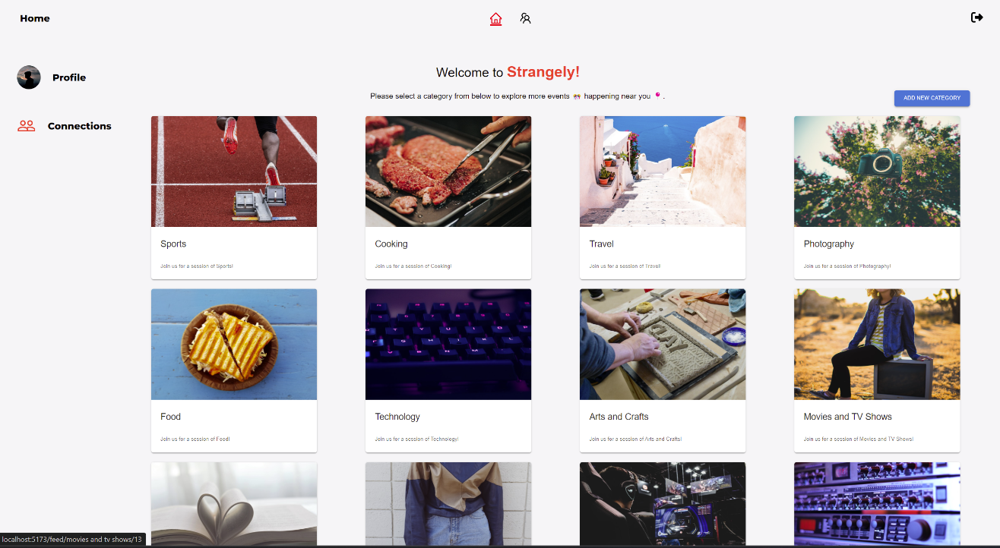 Home
Profile
Connections
Welcome to Strangely!
Please select a category from below to explore more events 🎊 happening near you 📍 .
ADD NEW CATEGORY
Sports
Join us for a session of Sports!
Cooking
Join us for a session of Cooking!
Travel
Join us for a session of Travel!
Photography
Join us for a session of Photography!
Food
Join us for a session of Food!
Technology
Join us for a session of Technology!
Arts and Crafts
Join us for a session of Arts and Crafts!
Movies and TV Shows
Join us for a session of Movies and TV Shows!
localhost:5173/feed/movies and tv shows/13